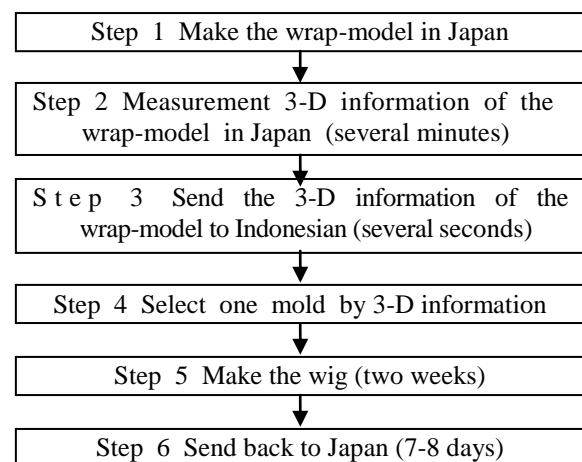 Step 1 Make the wrap-model in Japan
Step 2 Measurement 3-D information of the
wrap-model in Japan (several minutes)
Step 3 Send the 3-D information of the
wrap-model to Indonesian (several seconds)
Step 4 Select one mold by 3-D information
Step 5 Make the wig (two weeks)
Step 6 Send back to Japan (7-8 days)